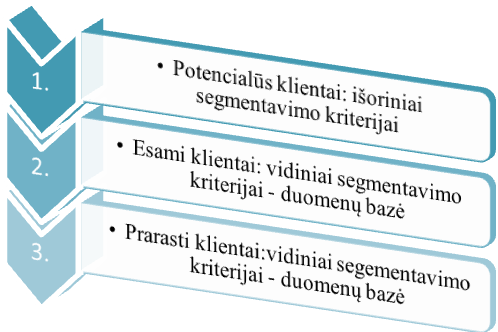 1.
• Potencialūs klientai: išoriniai
segmentavimo kriterijai
2.
• Esami klientai: vidiniai segmentavimo
kriterijai - duomenų bazė
3.
• Prarasti klientai:vidiniai segementavimo
kriterijai - duomenų bazė